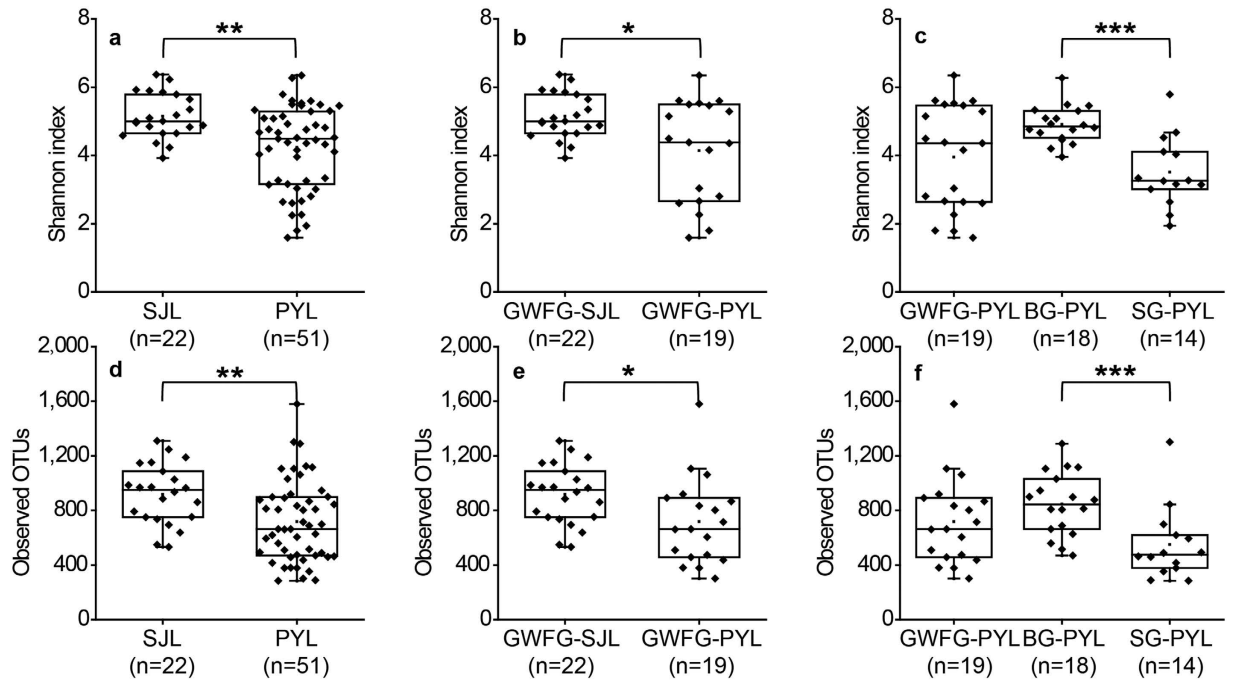 a
**
Shannon index
8
6
4
2
0
SJL
(n=22)
PYL
(n=51)
b
*
Shannon index
8
6
4
2
0
GWFG-SJL
(n=22)
GWFG-PYL
(n=19)
c
***
Shannon index
8
6
4
2
0
GWFG-PYL
(n=19)
BG-PYL
(n=18)
SG-PYL
(n=14)
d
**
Observed OTUs
2,000
1,600
1,200
800
400
0
SJL
(n=22)
PYL
(n=51)
e
*
Observed OTUs
2,000
1,600
1,200
800
400
0
GWFG-SJL
(n=22)
GWFG-PYL
(n=19)
f
***
Observed OTUs
2,000
1,600
1,200
800
400
0
GWFG-PYL
(n=19)
BG-PYL
(n=18)
SG-PYL
(n=14)